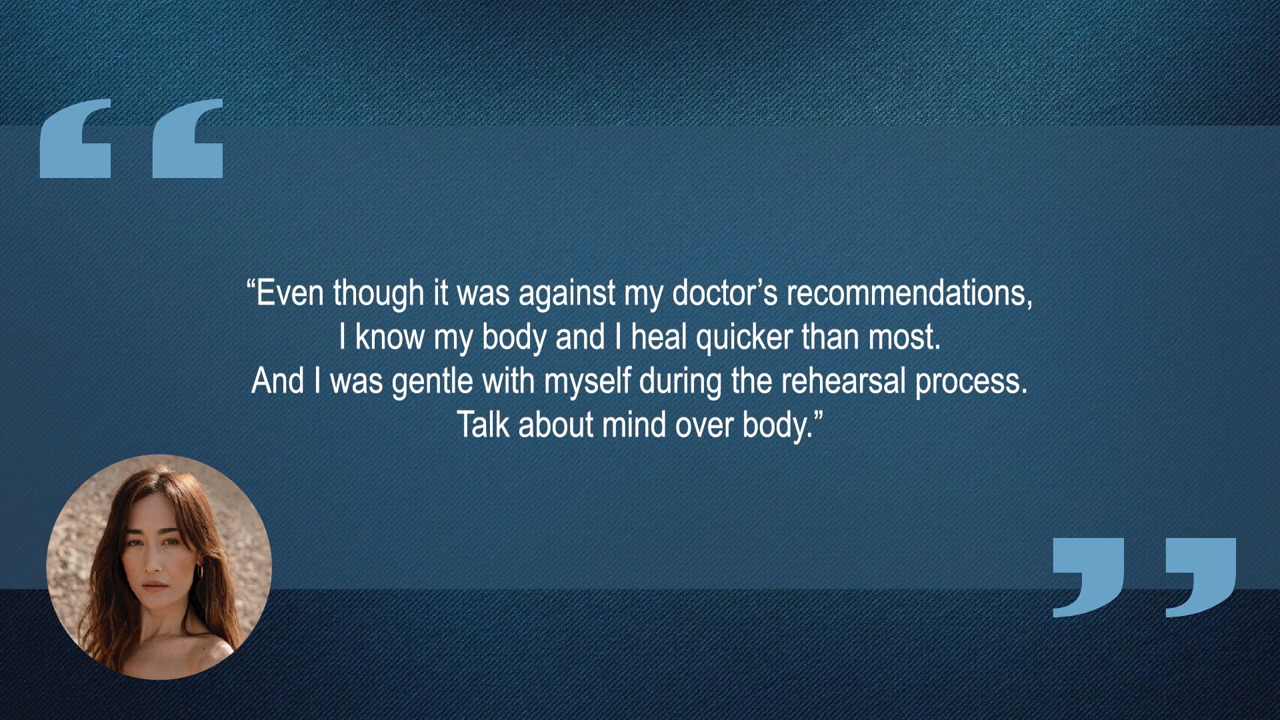 “Even though it was against my doctor’s recommendations,
I know my body and I heal quicker than most.
And I was gentle with myself during the rehearsal process.
Talk about mind over body.”